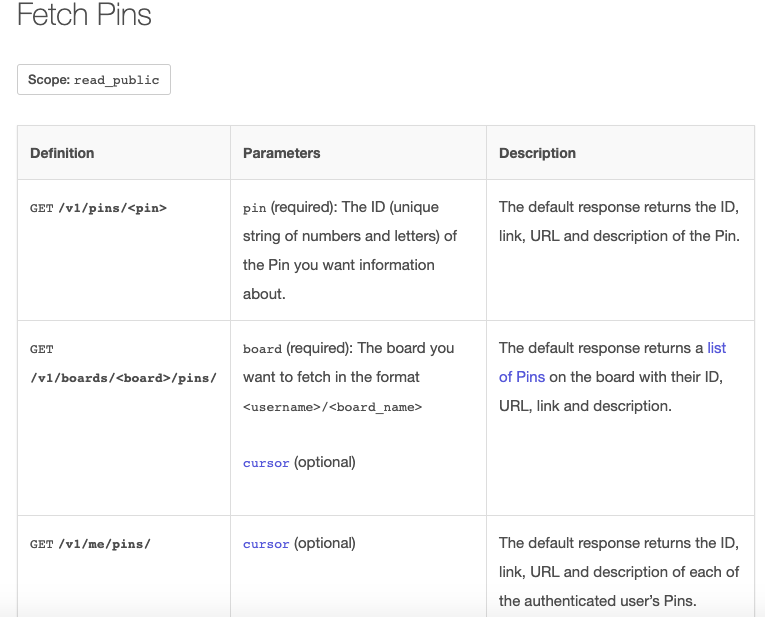 Fetch Pins
Scope: read_public
Definition
Parameters
Description
GET /v1/pins/<pin>
pin (required): The ID (unique
string of numbers and letters) of
the Pin you want information
about.
The default response returns the ID,
link, URL and description of the Pin.
GET
/v1/boards/<board>/pins/
board (required): The board you
want to fetch in the format
<username>/<board_name>
cursor (optional)
The default response returns a list
of Pins on the board with their ID,
URL, link and description.
GET /v1/me/pins/
cursor (optional)
The default response returns the ID,
link, URL and description of each of
the authenticated user’s Pins.